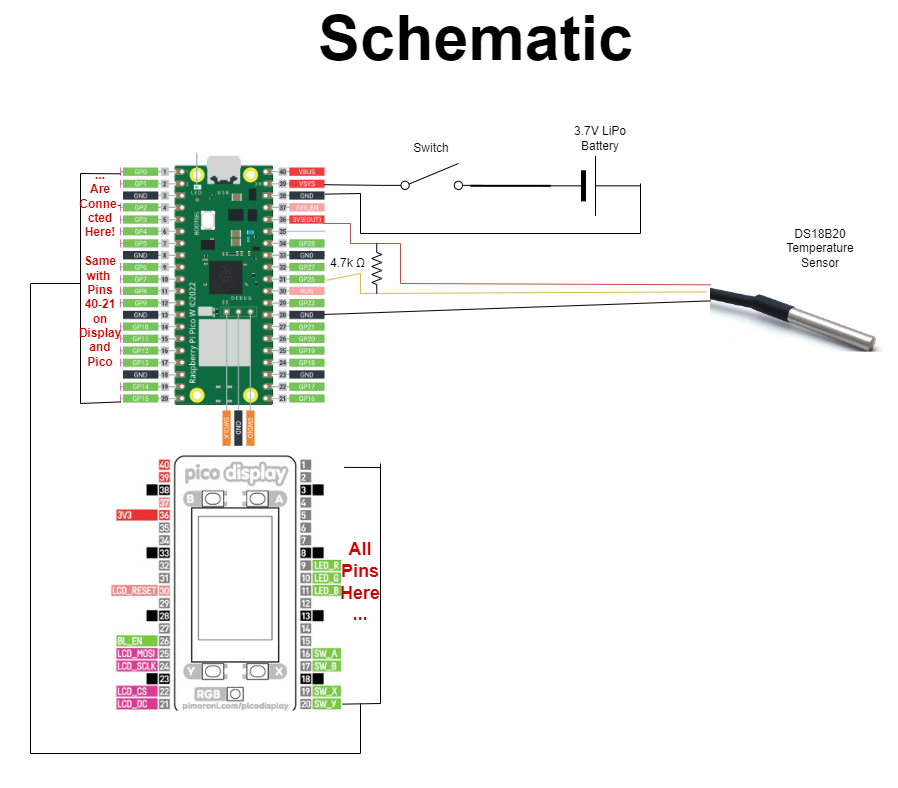 Schematic
3.7V LiPo
Battery
Switch
DS18B20
Temperature
Sensor
4.7k Ω
...
Are
Conne
cted
Here!
Same
with
Pins
40-21
on
Display
and
Pico
GP0 1
GP1 2
GND 3
GP2 4
GP3 5
GP4 6
GP5 7
GND 8
GP6 9
GP7 10
GP8 11
GP9 12
GND 13
GP10 14
GP11 15
GP12 16
GP13 17
GND 18
GP14 19
GP15 20
LED
USB
BOOTSEL
DEBUG
Raspberry Pi Pico W ©2022
40 VBUS
39 VSYS
38 GND
37 3V3_EN
36 3V3(OUT)
35
34 GP28
33 GND
32 GP27
31 GP26
30 RUN
29 GP22
28 GND
27 GP21
26 GP20
25 GP19
24 GP18
23 GND
22 GP17
21 GP16
SWCLK
GND
SWDIO
pico display
B
A
Y
X
RGB
pimoroni.com/picodisplay
40
39
38
37
3V3 36
35
34
33
32
31
LCD_RESET 30
29
28
27
BL_EN 26
LCD_MOSI 25
LCD_SCLK 24
23
LCD_CS 22
LCD_DC 21
1
2
3
4
5
6
7
8
9 LED_R
10 LED_G
11 LED_B
12
13
14
15
16 SW_A
17 SW_B
18
19 SW_X
20 SW_Y
All
Pins
Here
...